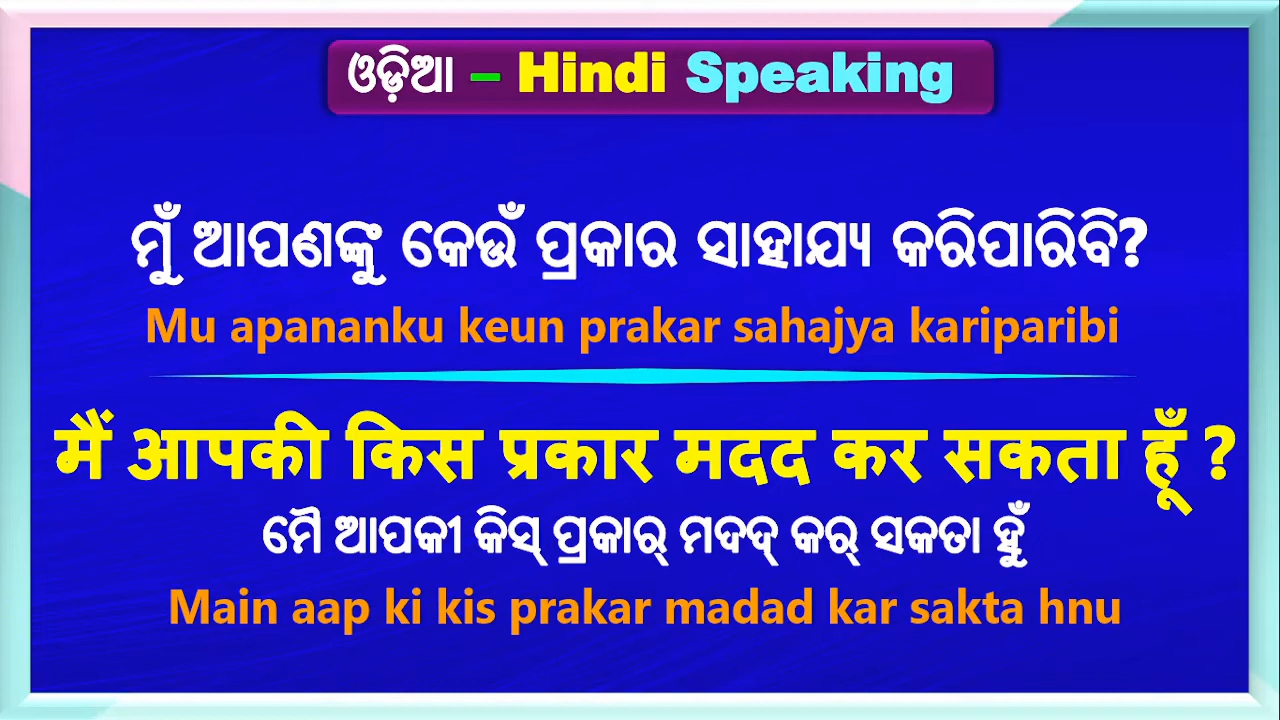 ଓଡ଼ିଆ – Hindi Speaking
ମୁଁ ଆପଣଙ୍କୁ କେଉଁ ପ୍ରକାର ସାହାଯ୍ୟ କରିପାରିବି?
Mu apananku keun prakar sahajya kariparibi
मैं आपकी किस प्रकार मदद कर सकता हूँ ?
ମୈ ଆପକୀ କିସ୍ ପ୍ରକାର୍ ମଦଦ୍ କର୍ ସକତା ହୁଁ
Main aap ki kis prakar madad kar sakta hnu